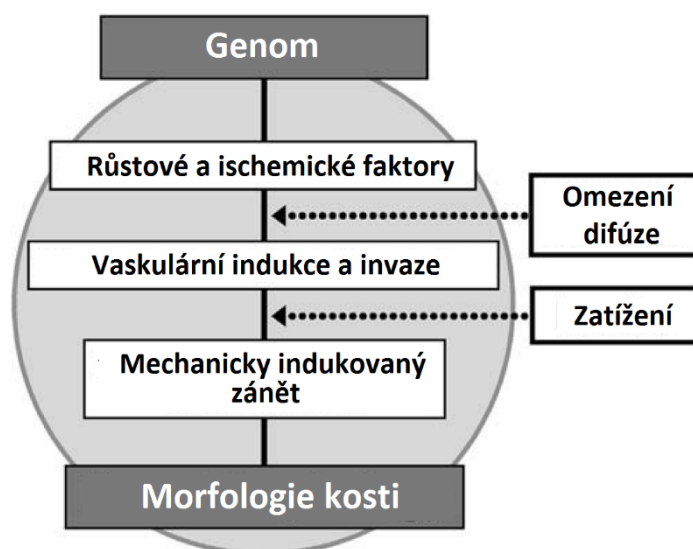 Genom
Růstové a ischemické faktory
Omezení
difúze
Vaskulární indukce a invaze
Zatížení
Mechanicky indukovaný
zánět
Morfologie kosti